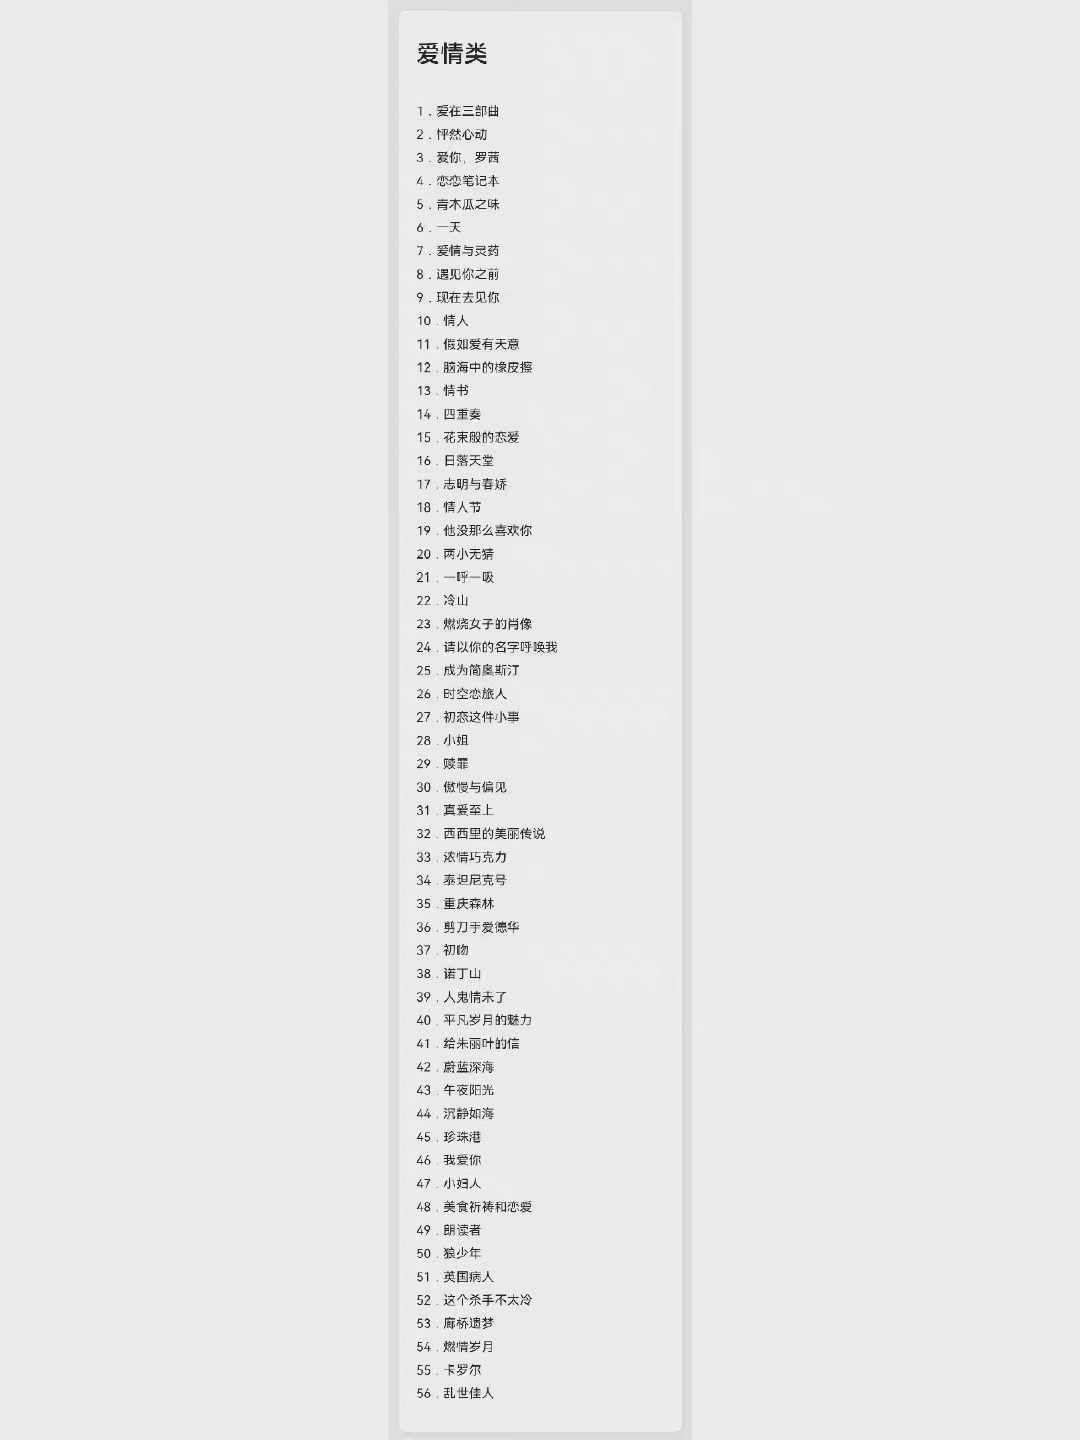 爱情类
1．爱在三部曲
2．怦然心动
3．爱你，罗茜
4．恋恋笔记本
5．青木瓜之味
6．一天
7．爱情与灵药
8．遇见你之前
9．现在去见你
10．情人
11．假如爱有天意
12．脑海中的橡皮擦
13．情书
14．四重奏
15．花束般的恋爱
16．日落天堂
17．志明与春娇
18．情人节
19．他没那么喜欢你
20．两小无猜
21．一呼一吸
22．冷山
23．燃烧女子的肖像
24．请以你的名字呼唤我
25．成为简奥斯汀
26．时空恋旅人
27．初恋这件小事
28．小姐
29．赎罪
30．傲慢与偏见
31．真爱至上
32．西西里的美丽传说
33．浓情巧克力
34．泰坦尼克号
35．重庆森林
36．剪刀手爱德华
37．初吻
38．诺丁山
39．人鬼情未了
40．平凡岁月的魅力
41．给朱丽叶的信
42．蔚蓝深海
43．午夜阳光
44．沉静如海
45．珍珠港
46．我爱你
47．小妇人
48．美食祈祷和恋爱
49．朗读者
50．狼少年
51．英国病人
52．这个杀手不太冷
53．廊桥遗梦
54．燃情岁月
55．卡罗尔
56．乱世佳人